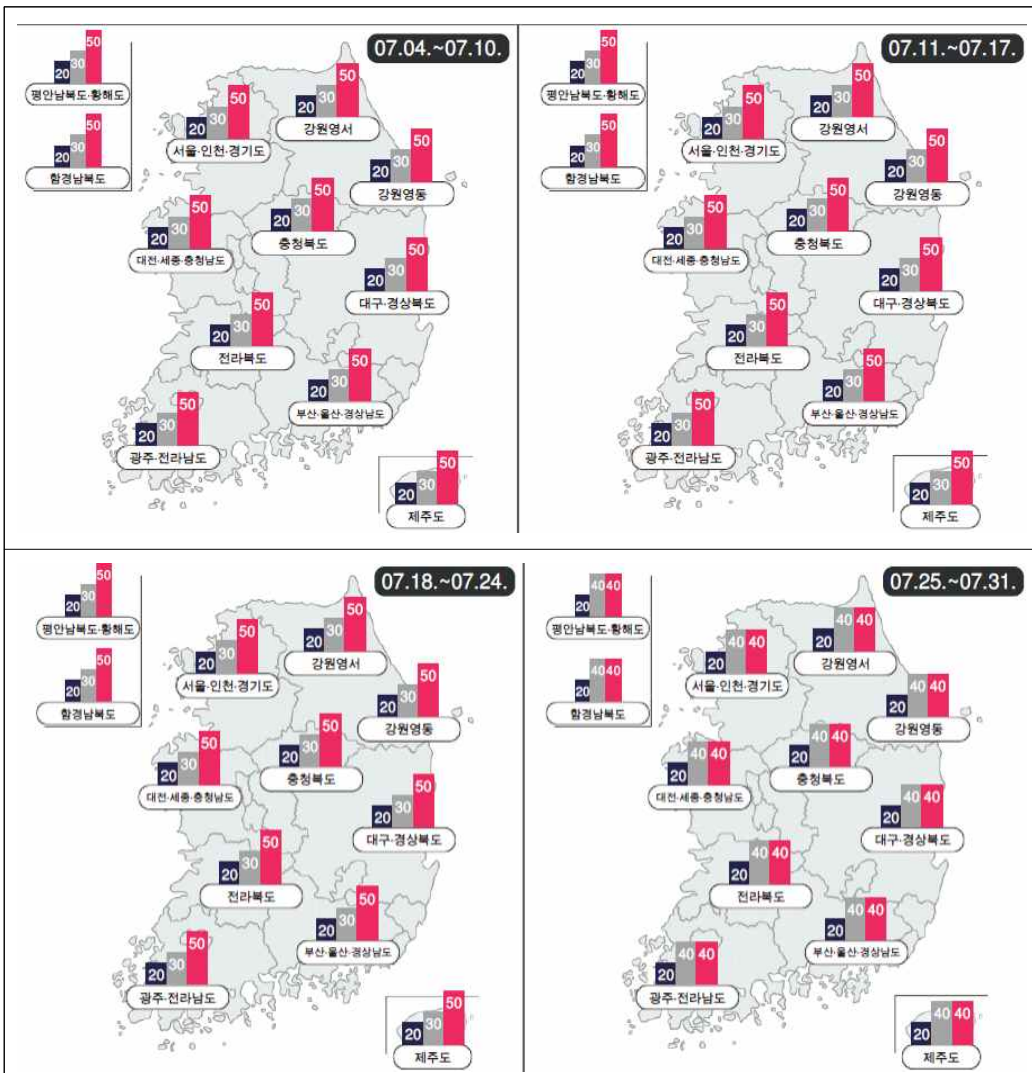 07.04.~07.10.
20 30 50
평안남북도·황해도
20 30 50
함경남북도
20 30 50
서울·인천·경기도
20 30 50
강원영서
20 30 50
강원영동
20 30 50
충청북도
20 30 50
대전·세종·충청남도
20 30 50
대구·경상북도
20 30 50
전라북도
20 30 50
부산·울산·경상남도
20 30 50
광주·전라남도
20 30 50
제주도
07.11.~07.17.
20 30 50
평안남북도·황해도
20 30 50
함경남북도
20 30 50
서울·인천·경기도
20 30 50
강원영서
20 30 50
강원영동
20 30 50
충청북도
20 30 50
대전·세종·충청남도
20 30 50
대구·경상북도
20 30 50
전라북도
20 30 50
부산·울산·경상남도
20 30 50
광주·전라남도
20 30 50
제주도
07.18.~07.24.
20 30 50
평안남북도·황해도
20 30 50
함경남북도
20 30 50
서울·인천·경기도
20 30 50
강원영서
20 30 50
강원영동
20 30 50
충청북도
20 30 50
대전·세종·충청남도
20 30 50
대구·경상북도
20 30 50
전라북도
20 30 50
부산·울산·경상남도
20 30 50
광주·전라남도
20 30 50
제주도
07.25.~07.31.
20 40 40
평안남북도·황해도
20 40 40
함경남북도
20 40 40
서울·인천·경기도
20 40 40
강원영서
20 40 40
강원영동
20 40 40
충청북도
20 40 40
대전·세종·충청남도
20 40 40
대구·경상북도
20 40 40
전라북도
20 40 40
부산·울산·경상남도
20 40 40
광주·전라남도
20 40 40
제주도